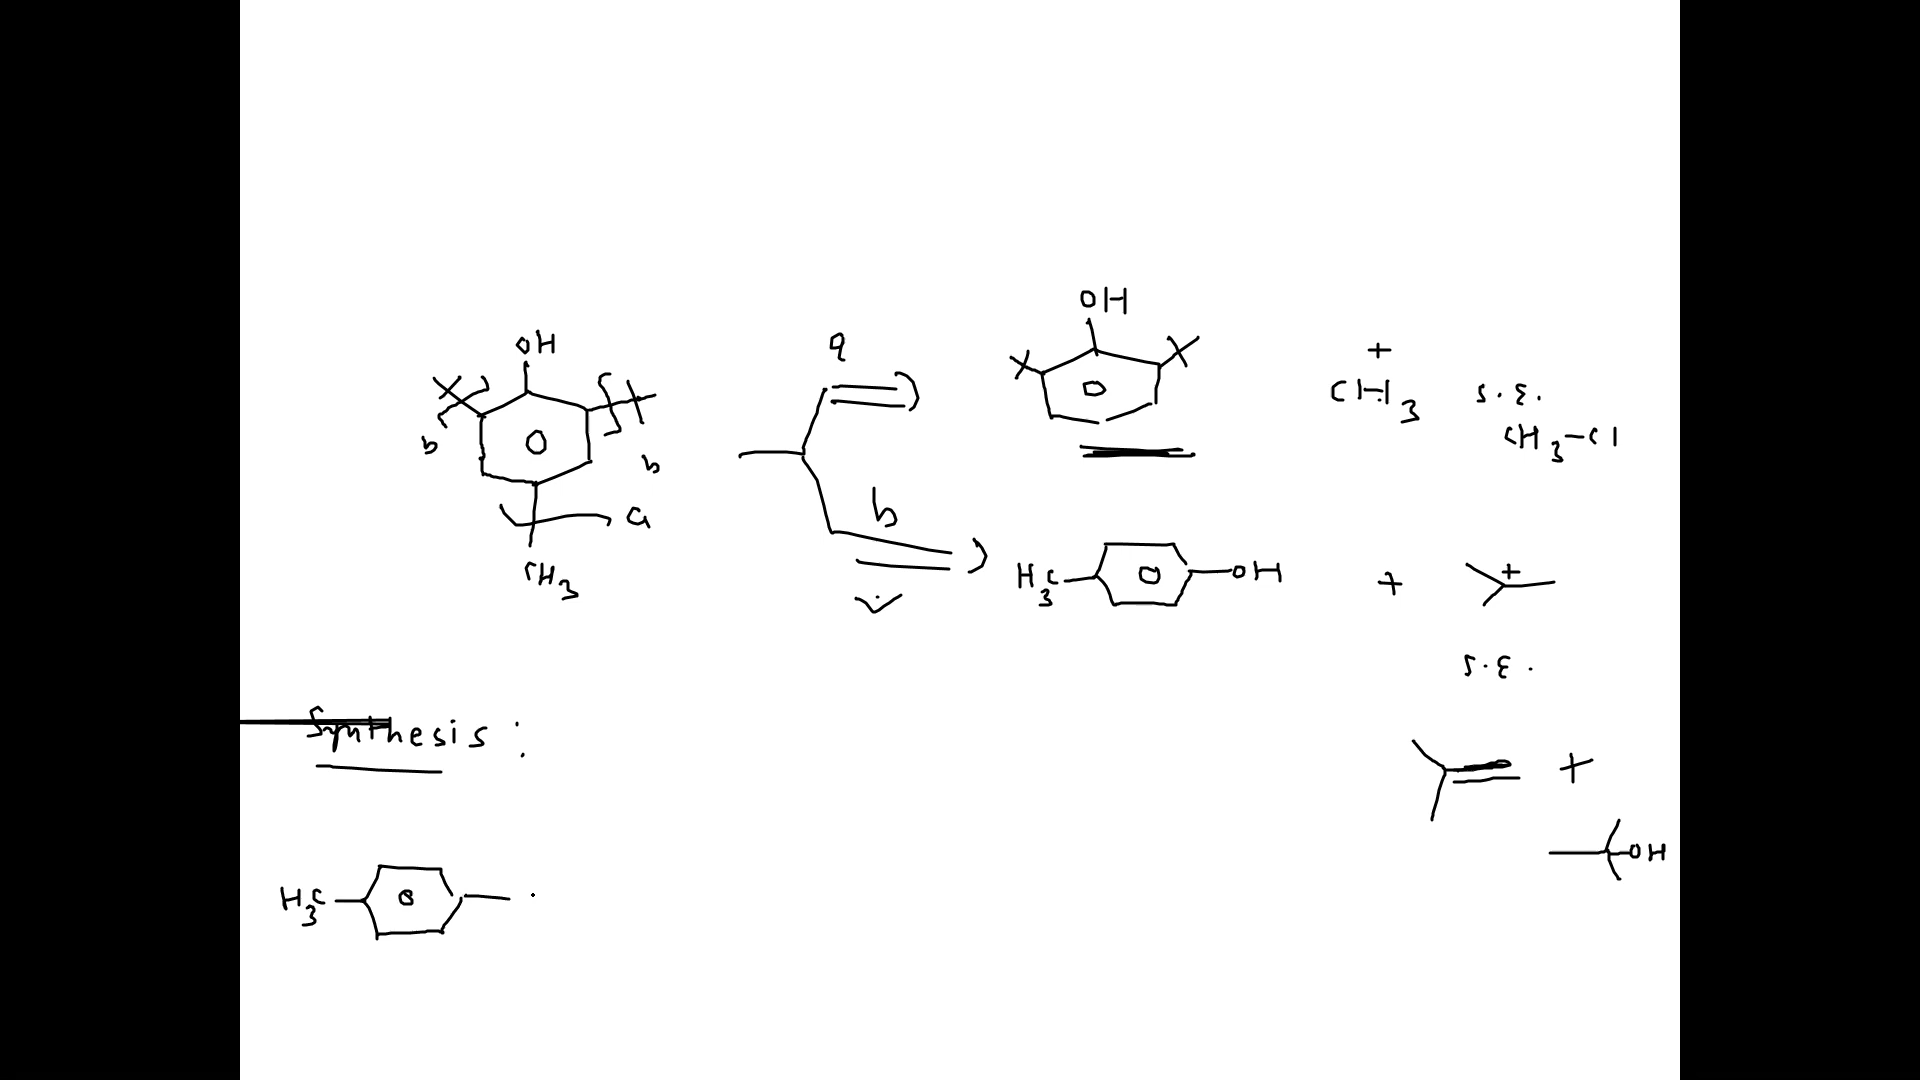 OH
b
b
a
CH3
a
OH
+
CH3
S.E.
CH3-Cl
b
H3C
OH
+
+
S.E.
+
OH
Synthesis :
H3C